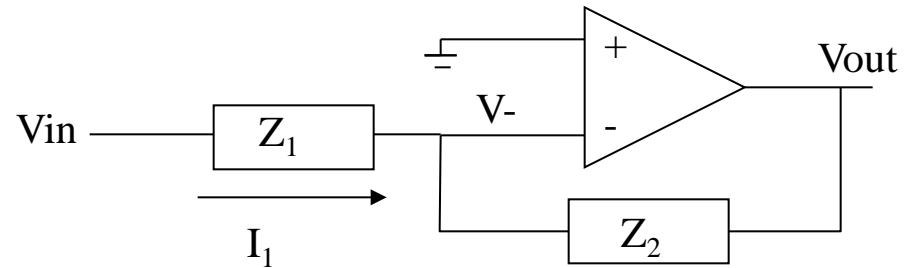 +
Vout
V-
Vin
Z₁
-
I₁
Z₂